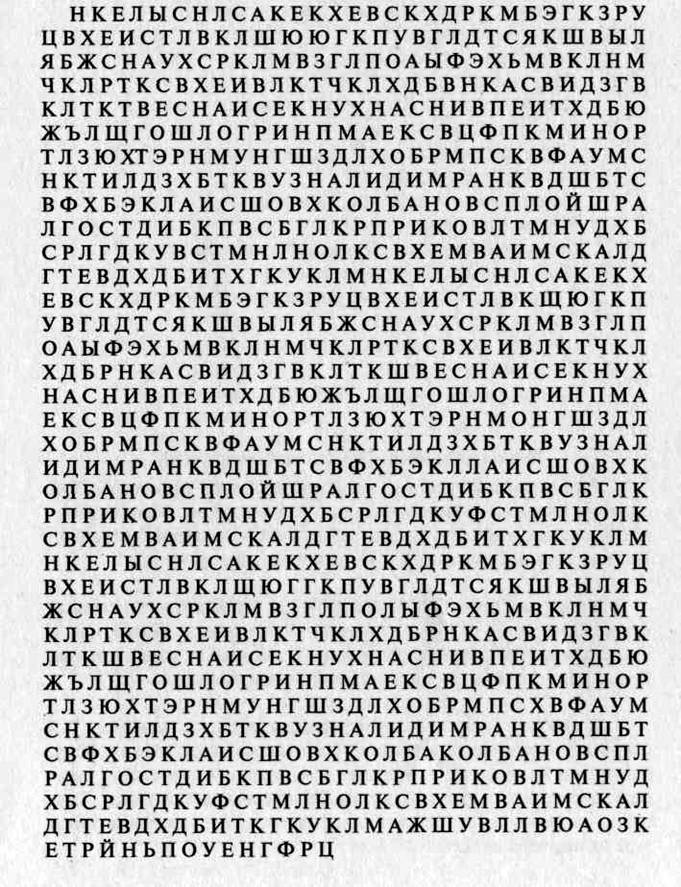 НКЕЛЫСНЛСАКЕКХЕВСКХДРКМБЭГКЗРУ
ЦВХЕИСТЛВКЛШЮЮГКПУВГЛДТСЯКШВЫЛ
ЯБЖСНАУХСРКЛМВЗГЛПОАЫФЭХЬМВКЛНМ
ЧКЛРТКСВХЕИВЛКТЧКЛХДБВНКАСВИДЗГВ
КЛТКТВЕСНАИСЕКНУХНАСНИВПЕИТХДБЮ
ЖЪЛЩГОШЛОГРИНПМАЕКСВЦФПКМИНОР
ТЛЗЮХТЭРНМУНГШЗДЛХОБРМПСКВФАУМС
НКТИЛДЗХБТКВУЗНАЛИДИМРАНКВДШБТС
ВФХБЭКЛАИСШОВХКОЛБАНОВСПЛОЙШРА
ЛГОСТДИБКПВСБГЛКРПРИКОВЛТМНУДХБ
СРЛГДКУВСТМНЛНОЛКСВХЕМВАИМСКАЛД
ГТЕВДХДБИТХГКУКЛМНКЕЛЫСНЛСАКЕКХ
ЕВСКХДРКМБЭГКЗРУЦВХЕИСТЛВКЩЮГКП
УВГЛДТСЯКШВЫЛЯБЖСНАУХСРКЛМВЗГЛП
ОАЫФЭХЬМВКЛНМЧКЛРТКСВХЕИВЛКТЧКЛ
ХДБРНКАСВИДЗГВКЛТКШВЕСНАИСЕКНУХ
НАСНИВПЕИТХДБЮЖЪЛЩГОШЛОГРИНПМА
ЕКСВЦФПКМИНОРТЛЗЮХТЭРНМОНГШЗДЛ
ХОБРМПСКВФАУМСНКТИЛДЗХБТКВУЗНАЛ
ИДИМРАНКВДШБТСВФХБЭКЛЛАИСШОВХК
ОЛБАНОВСПЛОЙШРАЛГОСТДИБКПВСБГЛК
РПРИКОВЛТМНУДХБСРЛГДКУФСТМЛНОЛК
СВХЕМВАИМСКАЛДГТЕВДХДБИТХГКУКЛМ
НКЕЛЫСНЛСАКЕКХЕВСКХДРКМБЭГКЗРУЦ
ВХЕИСТЛВКЛЩЮГГКПУВГЛДТСЯКШВЫЛЯБ
ЖСНАУХСРКЛМВЗГЛПОЛЫФЭХЬМВКЛНМЧ
КЛРТКСВХЕИВЛКТЧКЛХДБРНКАСВИДЗГВК
ЛТКШВЕСНАИСЕКНУХНАСНИВПЕИТХДБЮ
ЖЪЛЩГОШЛОГРИНПМАЕКСВЦФПКМИНОР
ТЛЗЮХТЭРНМУНГШЗДЛХОБРМПСХВФАУМ
СНКТИЛДЗХБТКВУЗНАЛИДИМРАНКВДШБТ
СВФХБЭКЛАИСШОВХКОЛБАКОЛБАНОВСПЛ
РАЛГОСТДИБКПВСБГЛКРПРИКОВЛТМНУД
ХБСРЛГДКУФСТМЛНОЛКСВХЕМВАИМСКАЛ
ДГТЕВДХДБИТКГКУКЛМАЖШУВЛЛВЮАОЗК
ЕТРЙНЬПОУЕНГФРЦ